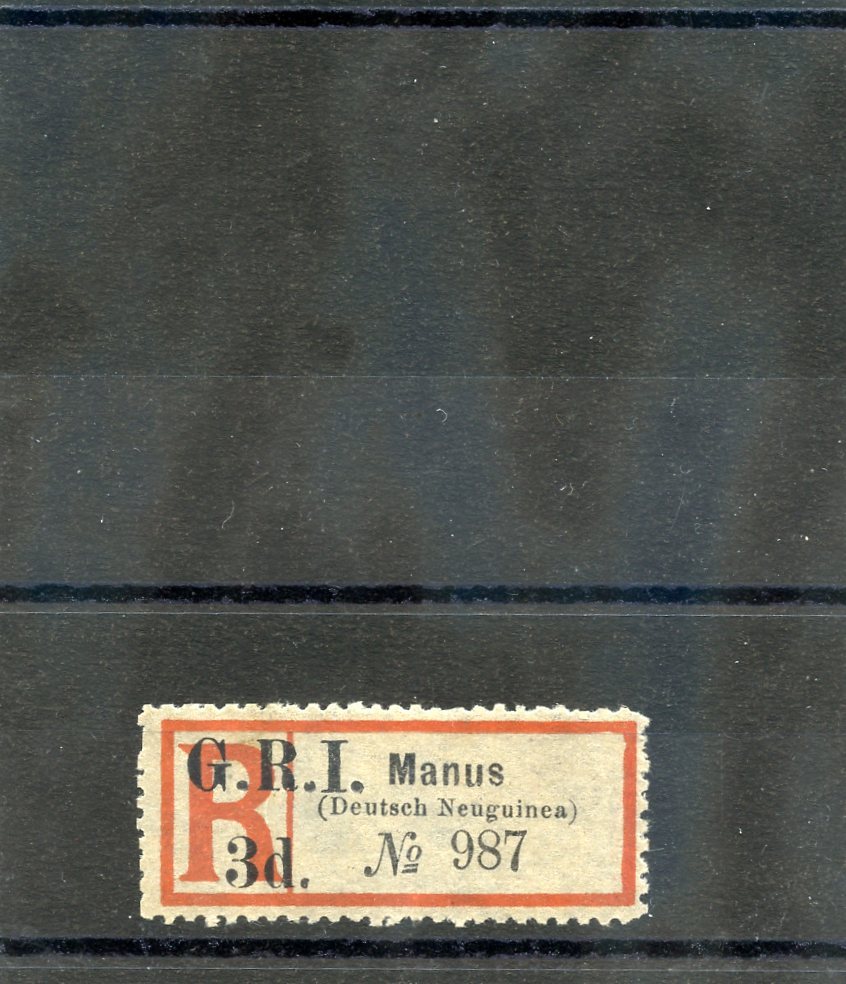 R
G.R.I. Manus
(Deutsch Neuguinea)
3d. № 987